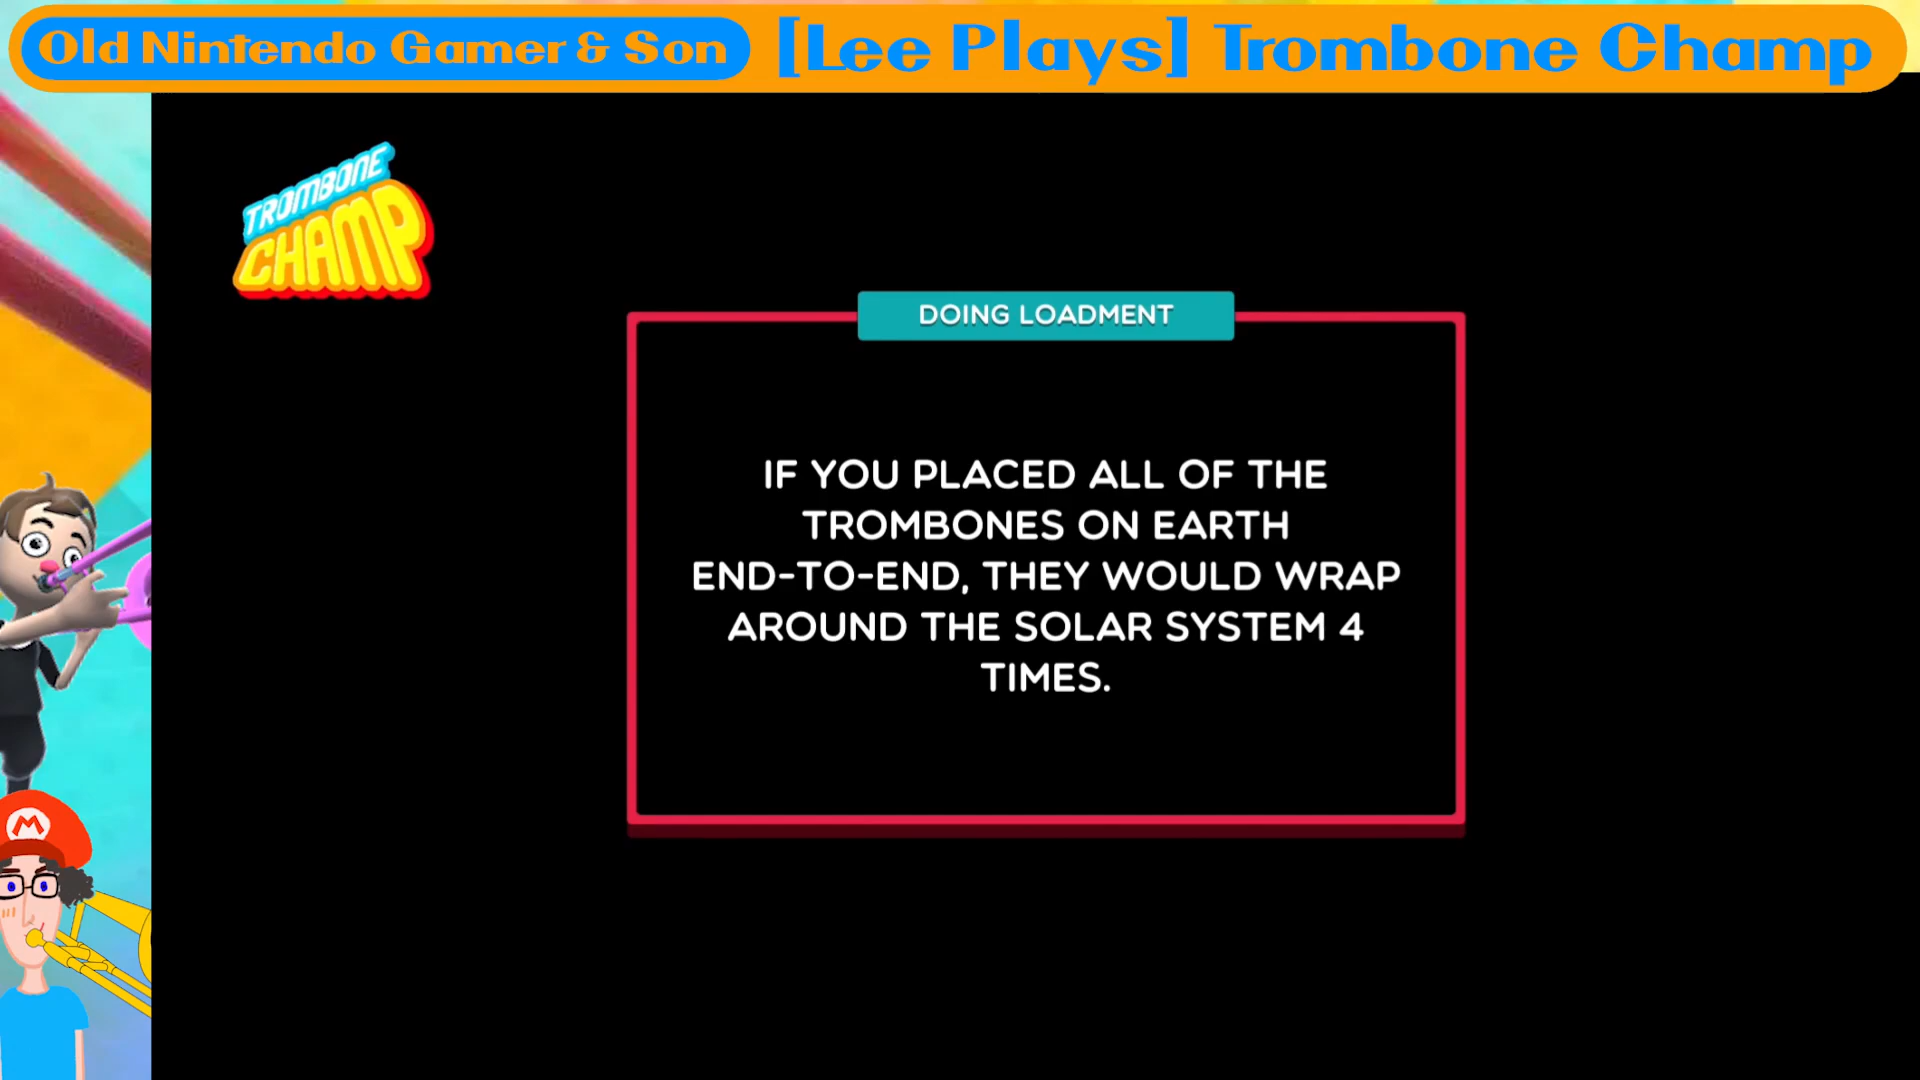 Old Nintendo Gamer & Son
[Lee Plays] Trombone Champ
TROMBONE
CHAMP
DOING LOADMENT
IF YOU PLACED ALL OF THE
TROMBONES ON EARTH
END-TO-END, THEY WOULD WRAP
AROUND THE SOLAR SYSTEM 4
TIMES.
M